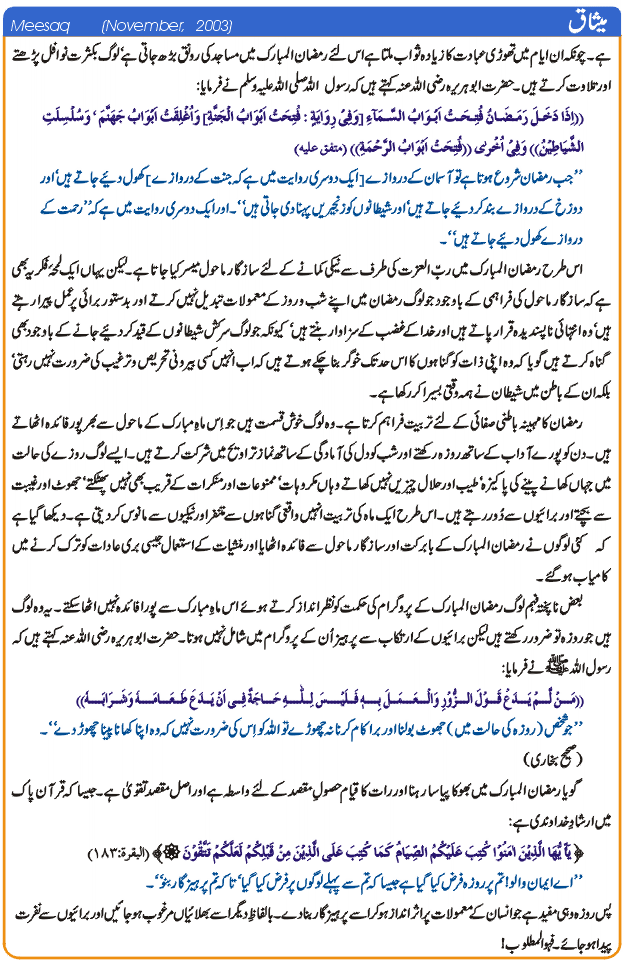 Meesaq (November, 2003) میثاق
ہے۔ چونکہ ان ایام میں تھوڑی عبادت کا زیادہ ثواب ملتا ہے اس لئے رمضان المبارک میں مساجد کی رونق بڑھ جاتی ہے‘ لوگ بکثرت نوافل پڑھتے
اور تلاوت کرتے ہیں۔ حضرت ابوہریرہ رضی اللہ عنہ کہتے ہیں کہ رسول اللہ صلی اللہ علیہ وسلم نے فرمایا:
((اِذَا دَخَلَ رَمَضَانُ فُتِحَتْ اَبْوَابُ السَّمَآءِ [وَفِیْ رِوَایَةٍ : فُتِحَتْ اَبْوَابُ الْجَنَّةِ] وَاُغْلِقَتْ اَبْوَابُ جَهَنَّمَ ‘ وَسُلْسِلَتِ
الشَّیَاطِیْنُ)) وَفِیْ اُخْرٰی ((فُتِحَتْ اَبْوَابُ الرَّحْمَةِ)) (متفق علیه)
’’جب رمضان شروع ہوتا ہے تو آسمان کے دروازے [ایک دوسری روایت میں ہے کہ جنت کے دروازے] کھول دیئے جاتے ہیں‘ اور
دوزخ کے دروازے بند کر دیئے جاتے ہیں‘ اور شیطانوں کو زنجیریں پہنا دی جاتی ہیں‘‘۔ اور ایک دوسری روایت میں ہے کہ ’’رحمت کے
دروازے کھول دیئے جاتے ہیں‘‘۔
اس طرح رمضان المبارک میں ربّ العزت کی طرف سے نیکی کمانے کے لئے سازگار ماحول میسر کیا جاتا ہے۔ لیکن یہاں ایک لمحۂ فکریہ بھی
ہے کہ سازگار ماحول کی فراہمی کے باوجود جو لوگ رمضان میں اپنے شب و روز کے معمولات تبدیل نہیں کرتے اور بدستور برائی پر عمل پیرا رہتے
ہیں‘ وہ انتہائی ناپسندیدہ قرار پاتے ہیں اور خدا کے غضب کے سزاوار بنتے ہیں‘ کیونکہ جو لوگ سرکش شیطانوں کے قید کر دیئے جانے کے باوجود بھی
گناہ کرتے ہیں گویا کہ وہ اپنی ذات کو گناہوں کا اس حد تک خوگر بنا چکے ہوتے ہیں کہ اب انہیں کسی بیرونی تحریص و ترغیب کی ضرورت نہیں رہتی‘
بلکہ ان کے باطن میں شیطان نے ہمہ وقتی بسیرا کر رکھا ہے۔
رمضان کا مہینہ باطنی صفائی کے لئے تربیت فراہم کرتا ہے۔ وہ لوگ خوش قسمت ہیں جو اِس ماہِ مبارک کے ماحول سے بھرپور فائدہ اٹھاتے
ہیں۔ دن کو پورے آداب کے ساتھ روزہ رکھتے اور شب کو دل کی آمادگی کے ساتھ نماز تراویح میں شرکت کرتے ہیں۔ ایسے لوگ روزے کی حالت
میں جہاں کھانے پینے کی پاکیزہ‘ طیب اور حلال چیزیں نہیں کھاتے وہاں مکروہات‘ ممنوعات اور منکرات کے قریب بھی نہیں پھٹکتے‘ جھوٹ اور غیبت
سے بچتے اور برائیوں سے دُور رہتے ہیں۔ اس طرح ایک ماہ کی تربیت انہیں واقعی گناہوں سے متنفر اور نیکیوں سے مانوس کر دیتی ہے۔ دیکھا گیا ہے
کہ کئی لوگوں نے رمضان المبارک کے بابرکت اور سازگار ماحول سے فائدہ اٹھایا اور منشیات کے استعمال جیسی بری عادات کو ترک کرنے میں
کامیاب ہو گئے۔
بعض ناپختہ فہم لوگ رمضان المبارک کے پروگرام کی حکمت کو نظر انداز کرتے ہوئے اس ماہِ مبارک سے پورا فائدہ نہیں اٹھا سکتے۔ یہ وہ لوگ
ہیں جو روزہ تو ضرور رکھتے ہیں لیکن برائیوں کے ارتکاب سے پرہیز اُن کے پروگرام میں شامل نہیں ہوتا۔ حضرت ابوہریرہ رضی اللہ عنہ کہتے ہیں کہ
رسول اللہ ﷺ نے فرمایا:
((مَنْ لَّمْ یَدَعْ قَوْلَ الزُّوْرِ وَالْعَمَلَ بِهٖ فَلَیْسَ لِلّٰهِ حَاجَةٌ فِیْ اَنْ یَدَعَ طَعَامَهٗ وَشَرَابَهٗ))
’’جو شخص (روزہ کی حالت میں) جھوٹ بولنا اور برا کام کرنا نہ چھوڑے تو اللہ کو اِس کی ضرورت نہیں کہ وہ اپنا کھانا پینا چھوڑ دے‘‘۔
(صحیح بخاری)
گویا رمضان المبارک میں بھوکا پیاسا رہنا اور رات کا قیام حصولِ مقصد کے لئے واسطہ ہے اور اصل مقصد تقویٰ ہے۔ جیسا کہ قرآن پاک
میں ارشادِ خداوندی ہے:
﴿ یٰٓاَیُّهَا الَّذِیْنَ اٰمَنُوْا کُتِبَ عَلَیْکُمُ الصِّیَامُ کَمَا کُتِبَ عَلَی الَّذِیْنَ مِنْ قَبْلِکُمْ لَعَلَّکُمْ تَتَّقُوْنَ ﴾ (البقرة:۱۸۳)
’’اے ایمان والو! تم پر روزہ فرض کیا گیا ہے جیسا کہ تم سے پہلے لوگوں پر فرض کیا گیا‘ تاکہ تم پرہیزگار بنو‘‘۔
پس روزہ وہی مفید ہے جو انسان کے معمولات پر اثر انداز ہو کر اسے پرہیزگار بنا دے۔ بالفاظِ دیگر اسے بھلائیاں مرغوب ہو جائیں اور برائیوں سے نفرت
پیدا ہو جائے۔ فہو المطلوب!